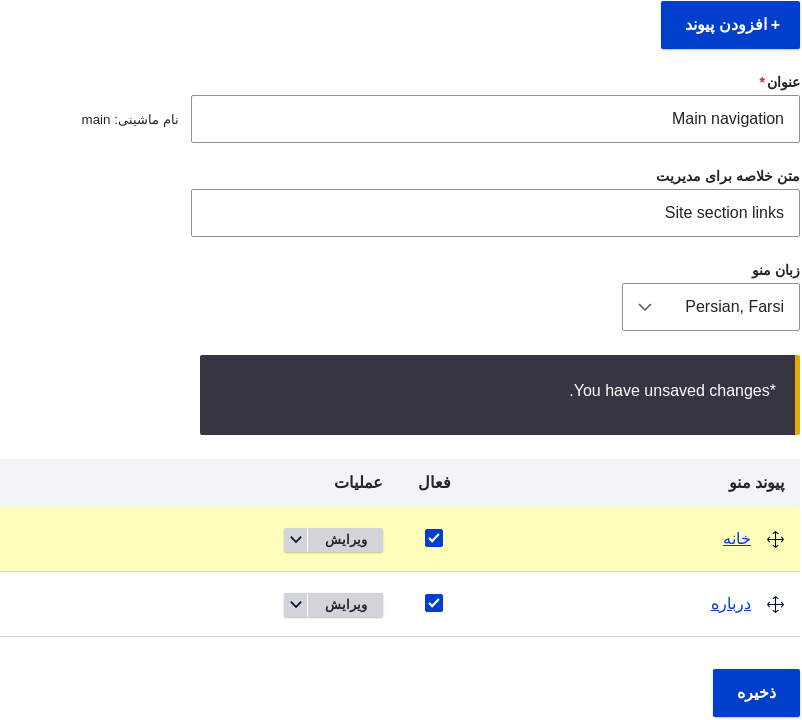 + افزودن پیوند
عنوان*
Main navigation
نام ماشینی: main
متن خلاصه برای مدیریت
Site section links
زبان منو
Persian, Farsi
*You have unsaved changes.
پیوند منو فعال عملیات
خانه ویرایش
درباره ویرایش
ذخیره